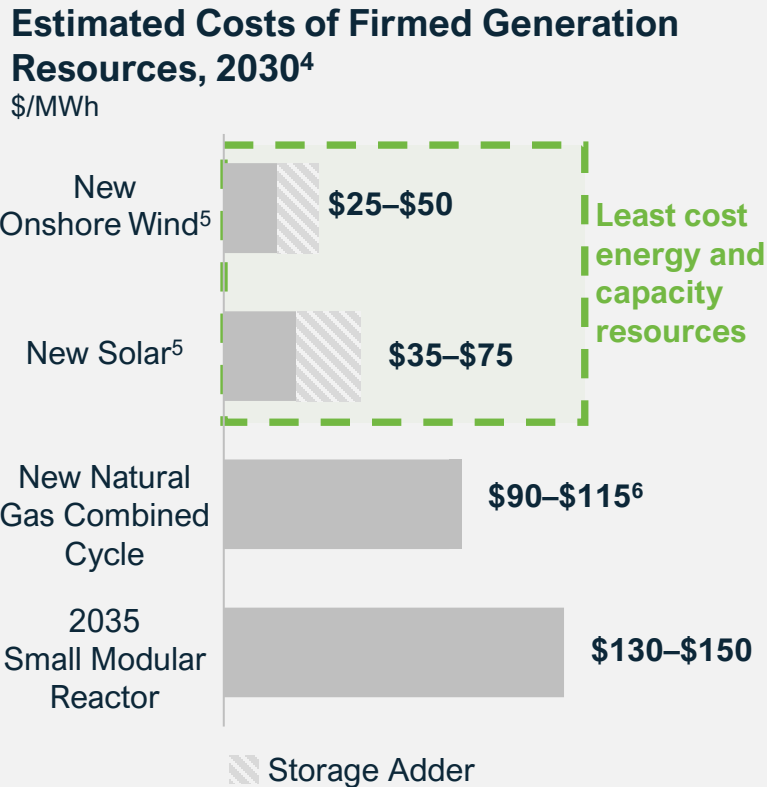 Estimated Costs of Firmed Generation
Resources, 2030⁴
$/MWh
New
Onshore Wind⁵
$25–$50
Least cost
energy and
capacity
resources
New Solar⁵
$35–$75
New Natural
Gas Combined
Cycle
$90–$115⁶
2035
Small Modular
Reactor
$130–$150
Storage Adder